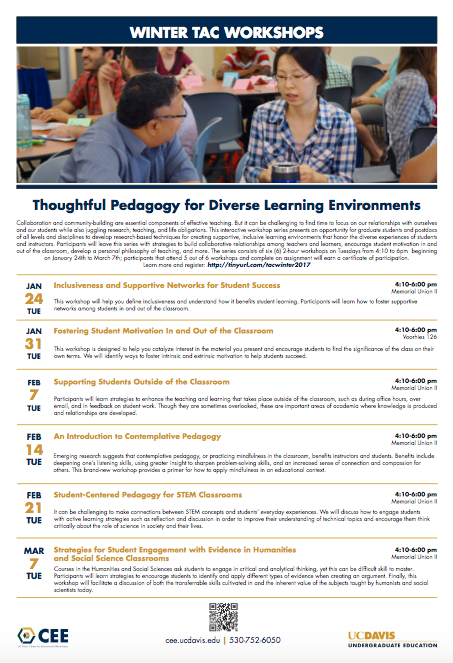 WINTER TAC WORKSHOPS
Thoughtful Pedagogy for Diverse Learning Environments
Collaboration and community-building are essential components of effective teaching. But it can be challenging to find time to focus on our relationships with ourselves
and our students while also juggling research, teaching, and life obligations. This interactive workshop series presents an opportunity for graduate students and postdocs
of all levels and disciplines to develop research-based techniques for creating supportive, inclusive learning environments that honor the diverse experiences of students
and instructors. Participants will leave this series with strategies to build collaborative relationships among teachers and learners, encourage student motivation in and
out of the classroom, develop a personal philosophy of teaching, and more. The series consists of six (6) 2-hour workshops on Tuesdays from 4:10 to 6pm beginning
on January 24th to March 7th; participants that attend 5 out of 6 workshops and complete an assignment will earn a certificate of participation.
Learn more and register: http://tinyurl.com/tacwinter2017
JAN
24
TUE
Inclusiveness and Supportive Networks for Student Success
4:10-6:00 pm
Memorial Union II
This workshop will help you define inclusiveness and understand how it benefits student learning. Participants will learn how to foster supportive
networks among students in and out of the classroom.
JAN
31
TUE
Fostering Student Motivation In and Out of the Classroom
4:10-6:00 pm
Voorhies 126
This workshop is designed to help you catalyze interest in the material you present and encourage students to find the significance of the class on their
own terms. We will identify ways to foster intrinsic and extrinsic motivation to help students succeed.
FEB
7
TUE
Supporting Students Outside of the Classroom
4:10-6:00 pm
Memorial Union II
Participants will learn strategies to enhance the teaching and learning that takes place outside of the classroom, such as during office hours, over
email, and in feedback on student work. Though they are sometimes overlooked, these are important areas of academia where knowledge is produced
and relationships are developed.
FEB
14
TUE
An Introduction to Contemplative Pedagogy
4:10-6:00 pm
Memorial Union II
Emerging research suggests that contemplative pedagogy, or practicing mindfulness in the classroom, benefits instructors and students. Benefits include
deepening one's listening skills, using greater insight to sharpen problem-solving skills, and an increased sense of connection and compassion for
others. This brand-new workshop provides a primer for how to apply mindfulness in an educational context.
FEB
21
TUE
Student-Centered Pedagogy for STEM Classrooms
4:10-6:00 pm
Memorial Union II
It can be challenging to make connections between STEM concepts and students' everyday experiences. We will discuss how to engage students
with active learning strategies such as reflection and discussion in order to improve their understanding of technical topics and encourage them think
critically about the role of science in society and their lives.
MAR
7
TUE
Strategies for Student Engagement with Evidence in Humanities
and Social Science Classrooms
4:10-6:00 pm
Memorial Union II
Courses in the Humanities and Social Sciences ask students to engage in critical and analytical thinking, yet this can be difficult skill to master.
Participants will learn strategies to encourage students to identify and apply different types of evidence when creating an argument. Finally, this
workshop will facilitate a discussion of both the transferrable skills cultivated in and the inherent value of the subjects taught by humanists and social
scientists today.
CEE
cee.ucdavis.edu | 530-752-6050
UCDAVIS
UNDERGRADUATE EDUCATION